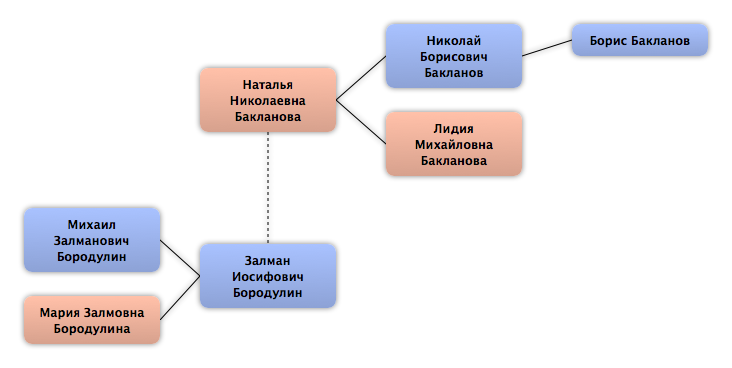 Николай
Борисович
Бакланов
Борис Бакланов
Наталья
Николаевна
Бакланова
Лидия
Михайловна
Бакланова
Михаил
Залманович
Бородулин
Залман
Иосифович
Бородулин
Мария Залмовна
Бородулина